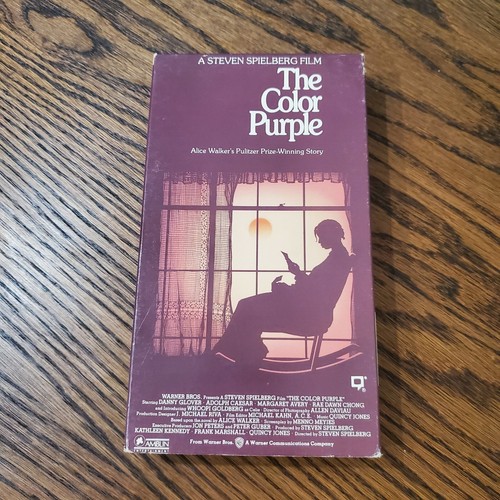 A STEVEN SPIELBERG FILM
The
Color
Purple
Alice Walker's Pulitzer Prize-Winning Story
WARNER BROS. Presents A STEVEN SPIELBERG Film "THE COLOR PURPLE"
Starring DANNY GLOVER · ADOLPH CAESAR · MARGARET AVERY · RAE DAWN CHONG
and Introducing WHOOPI GOLDBERG as Celie · Director of Photography ALLEN DAVIAU
Production Designer J. MICHAEL RIVA · Film Editor MICHAEL KAHN, A.C.E. · Music QUINCY JONES
Based upon the novel by ALICE WALKER · Screenplay by MENNO MEYJES
Executive Producers JON PETERS and PETER GUBER · Produced by STEVEN SPIELBERG
KATHLEEN KENNEDY · FRANK MARSHALL · QUINCY JONES · Directed by STEVEN SPIELBERG
AMBLIN
From Warner Bros. A Warner Communications Company